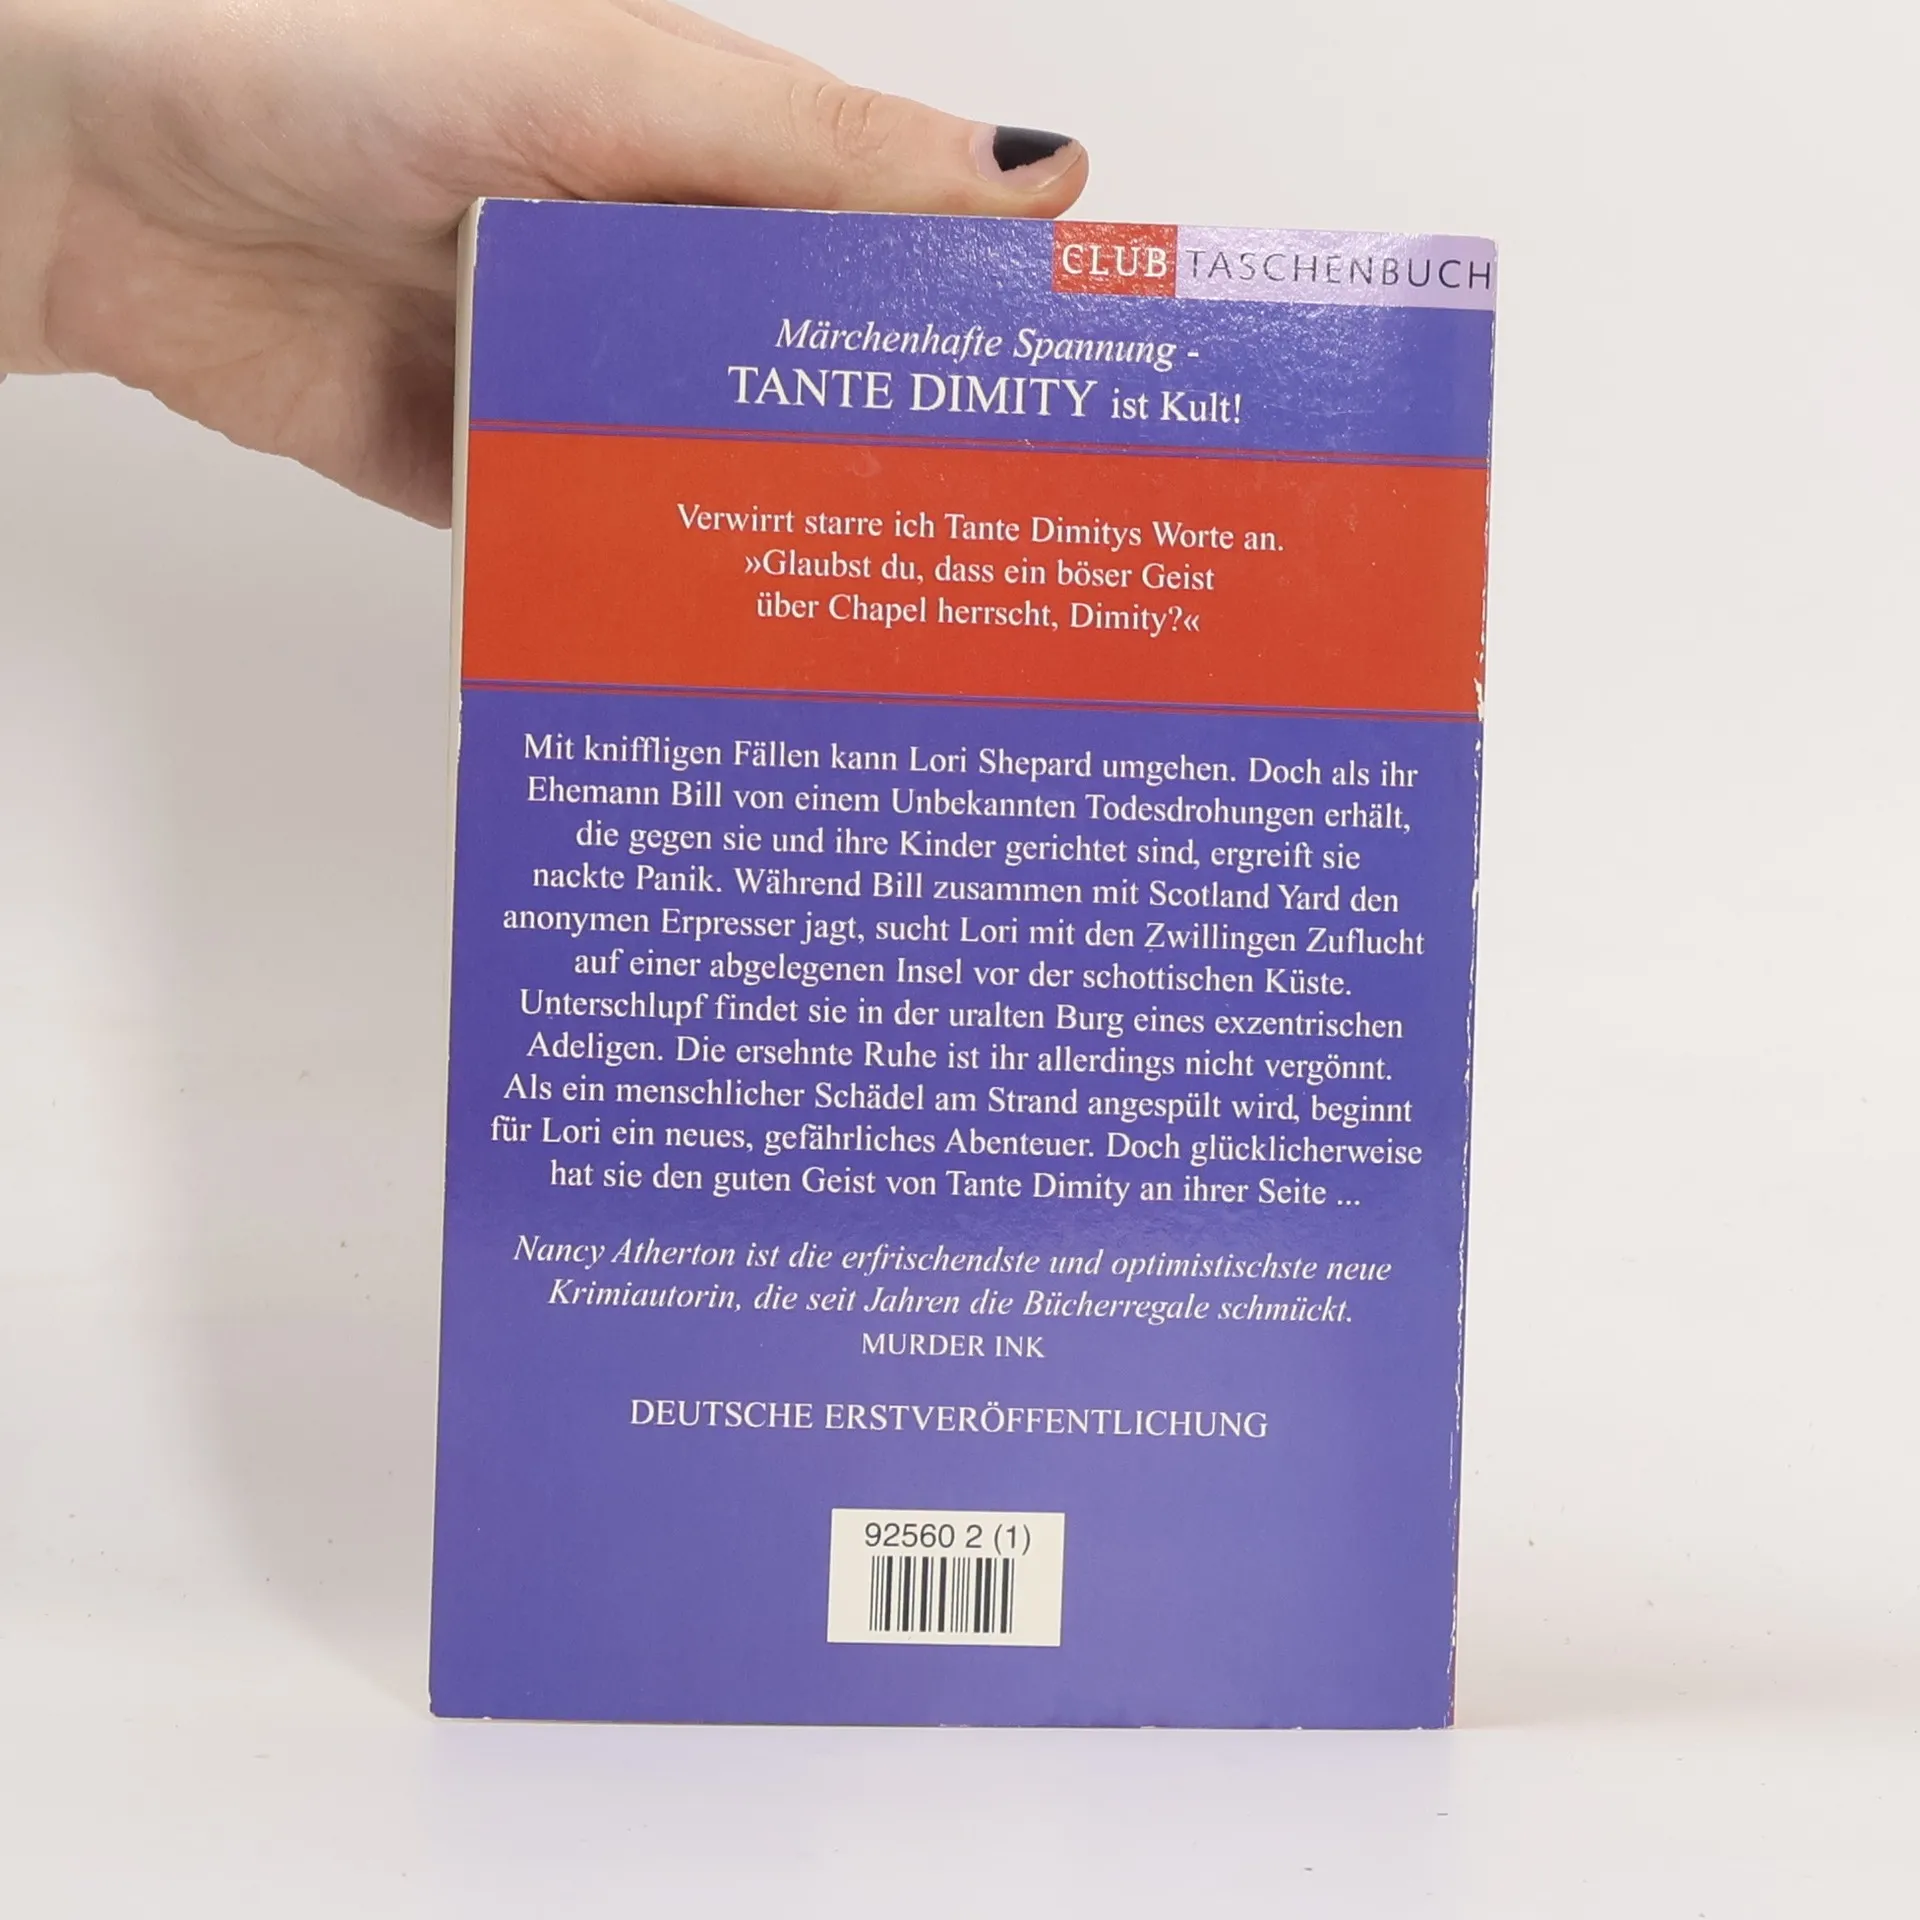 CLUB TASCHENBUCH
Märchenhafte Spannung -
TANTE DIMITY ist Kult!
Verwirrt starre ich Tante Dimitys Worte an.
»Glaubst du, dass ein böser Geist
über Chapel herrscht, Dimity?«
Mit kniffligen Fällen kann Lori Shepard umgehen. Doch als ihr
Ehemann Bill von einem Unbekannten Todesdrohungen erhält,
die gegen sie und ihre Kinder gerichtet sind, ergreift sie
nackte Panik. Während Bill zusammen mit Scotland Yard den
anonymen Erpresser jagt, sucht Lori mit den Zwillingen Zuflucht
auf einer abgelegenen Insel vor der schottischen Küste.
Unterschlupf findet sie in der uralten Burg eines exzentrischen
Adeligen. Die ersehnte Ruhe ist ihr allerdings nicht vergönnt.
Als ein menschlicher Schädel am Strand angespült wird, beginnt
für Lori ein neues, gefährliches Abenteuer. Doch glücklicherweise
hat sie den guten Geist von Tante Dimity an ihrer Seite ...
Nancy Atherton ist die erfrischendste und optimistischste neue
Krimiautorin, die seit Jahren die Bücherregale schmückt.
MURDER INK
DEUTSCHE ERSTVERÖFFENTLICHUNG
92560 2 (1)